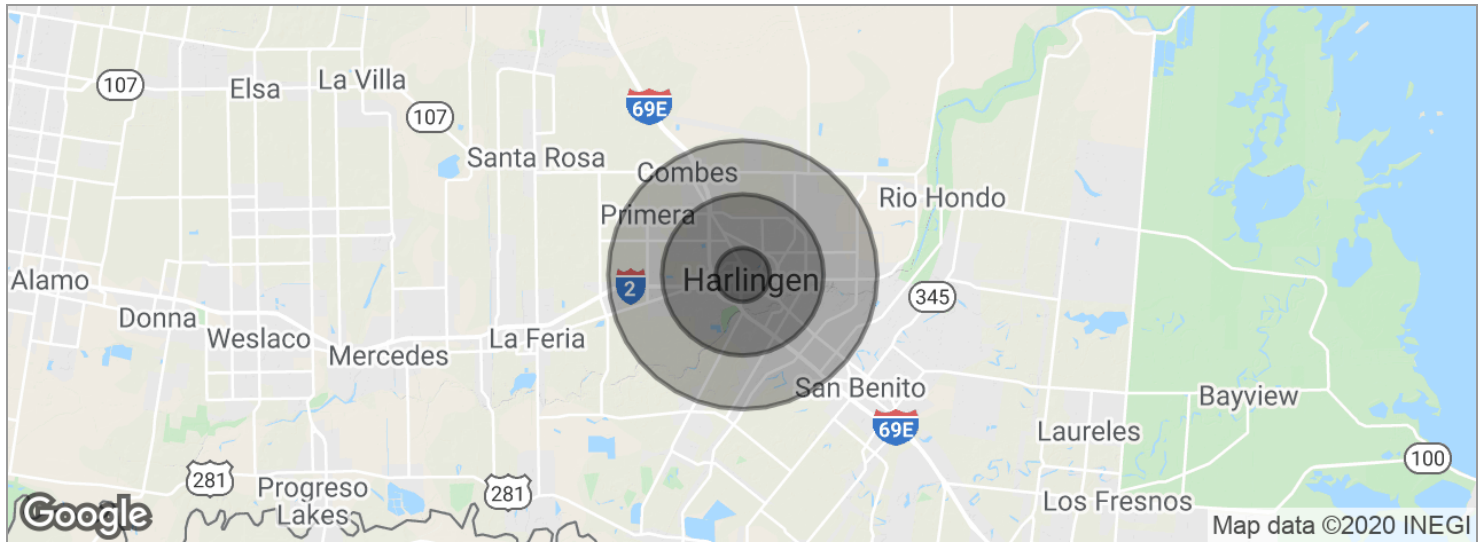 107
Elsa
La Villa
107
69E
Santa Rosa
Combes
Primera
Rio Hondo
Alamo
2
Harlingen
345
Donna
Weslaco
La Feria
Mercedes
San Benito
Bayview
69E
Laureles
100
281
Progreso
Lakes
281
Los Fresnos
Google
Map data ©2020 INEGI